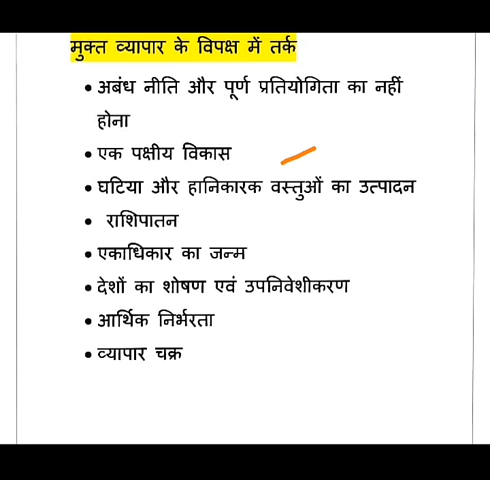 मुक्त व्यापार के विपक्ष में तर्क
• अबंध नीति और पूर्ण प्रतियोगिता का नहीं
होना
• एक पक्षीय विकास
• घटिया और हानिकारक वस्तुओं का उत्पादन
• राशिपातन
• एकाधिकार का जन्म
• देशों का शोषण एवं उपनिवेशीकरण
• आर्थिक निर्भरता
• व्यापार चक्र